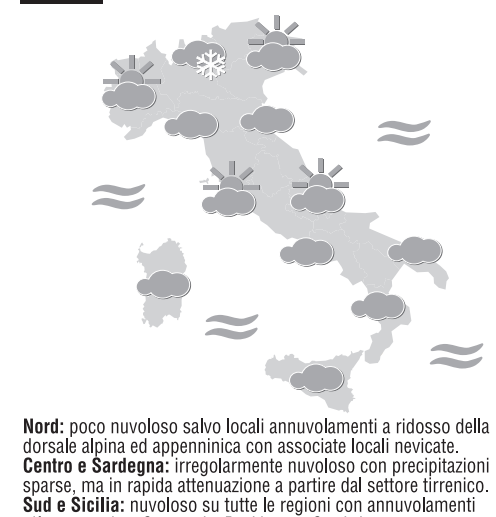 Nord: poco nuvoloso salvo locali annuvolamenti a ridosso della
dorsale alpina ed appenninica con associate locali nevicate.
Centro e Sardegna: irregolarmente nuvoloso con precipitazioni
sparse, ma in rapida attenuazione a partire dal settore tirrenico.
Sud e Sicilia: nuvoloso su tutte le regioni con annuvolamenti